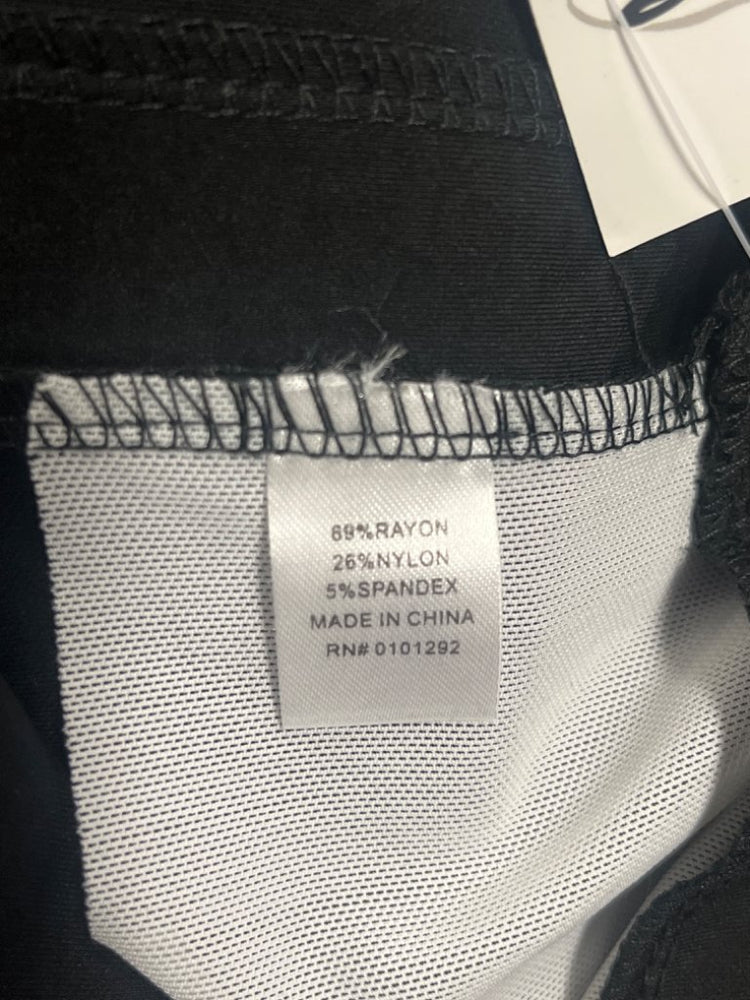 69%RAYON
26%NYLON
5%SPANDEX
MADE IN CHINA
RN# 0101292